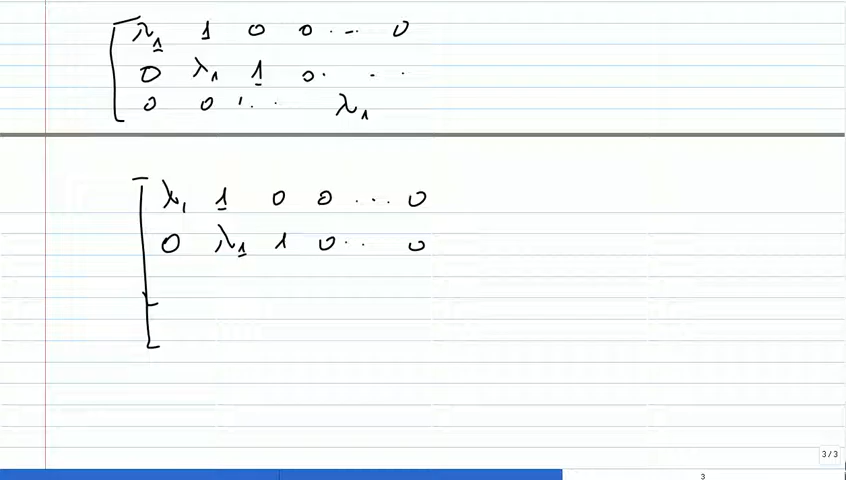 λ₁ 1 0 0 . . - 0
0 λ₁ 1 0 . . .
0 0 ' . . . λ₁
λ₁ 1 0 0 . . . 0
0 λ₁ 1 0 . . 0
3 / 3
3